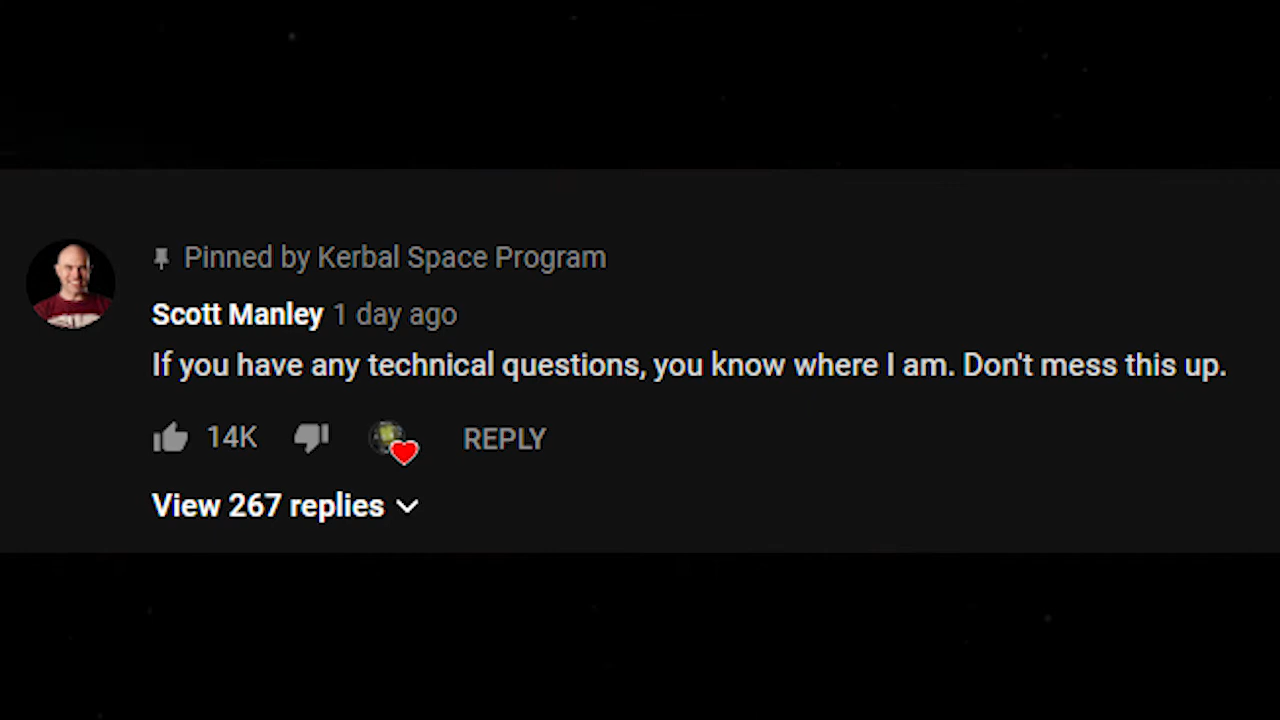 Pinned by Kerbal Space Program
Scott Manley 1 day ago
If you have any technical questions, you know where I am. Don't mess this up.
14K REPLY
View 267 replies